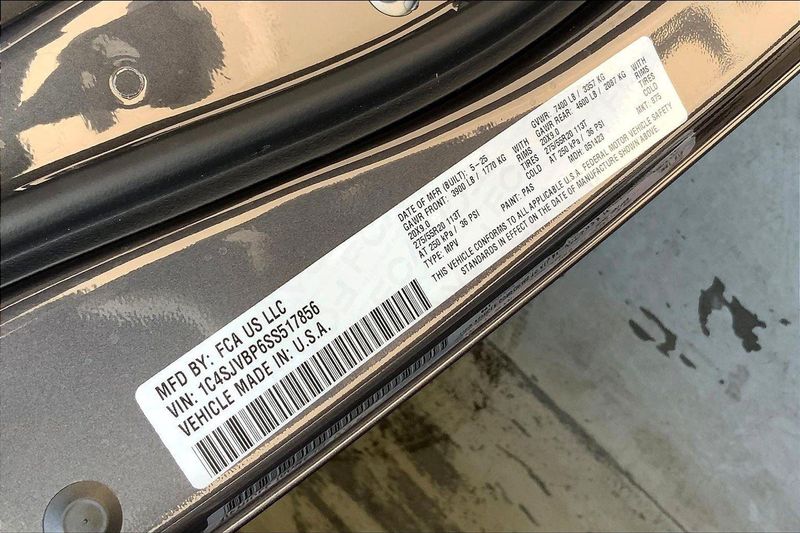 MFD BY: FCA US LLC
VIN: 1C4SJVBP6SS517856
VEHICLE MADE IN: U.S.A.
DATE OF MFR (BUILT): 5-25 GVWR: 7400 LB / 3357 KG
GAWR FRONT: 3900 LB / 1770 KG WITH GAWR REAR: 4600 LB / 2087 KG WITH
20X9.0 RIMS 20X9.0 RIMS
275/55R20 113T TIRES 275/55R20 113T TIRES
AT 250 kPa / 36 PSI COLD AT 250 kPa / 36 PSI COLD
TYPE: MPV PAINT: PAS MDH: 051423 MKT: 875
THIS VEHICLE CONFORMS TO ALL APPLICABLE U.S.A. FEDERAL MOTOR VEHICLE SAFETY
STANDARDS IN EFFECT ON THE DATE OF MANUFACTURE SHOWN ABOVE.